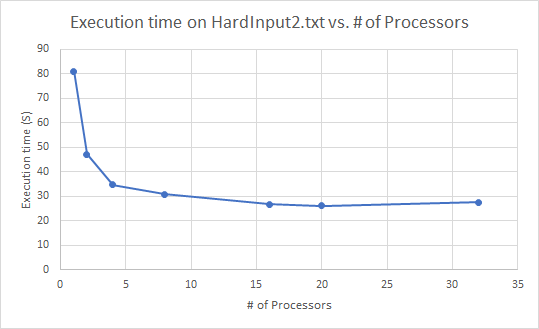 Execution time on HardInput2.txt vs. # of Processors
90
80
70
60
50
40
30
20
10
0
Execution time (S)
0 5 10 15 20 25 30 35
# of Processors